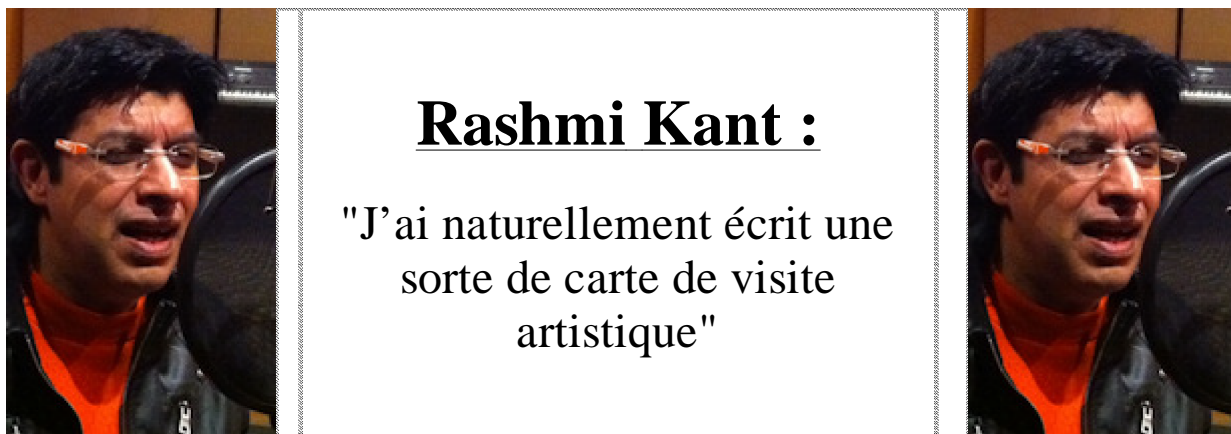 Rashmi Kant :
"J’ai naturellement écrit une
sorte de carte de visite
artistique"